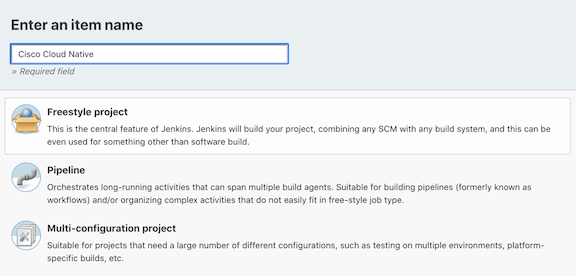 Enter an item name
Cisco Cloud Native
» Required field
Freestyle project
This is the central feature of Jenkins. Jenkins will build your project, combining any SCM with any build system, and this can be
even used for something other than software build.
Pipeline
Orchestrates long-running activities that can span multiple build agents. Suitable for building pipelines (formerly known as
workflows) and/or organizing complex activities that do not easily fit in free-style job type.
Multi-configuration project
Suitable for projects that need a large number of different configurations, such as testing on multiple environments, platform-
specific builds, etc.